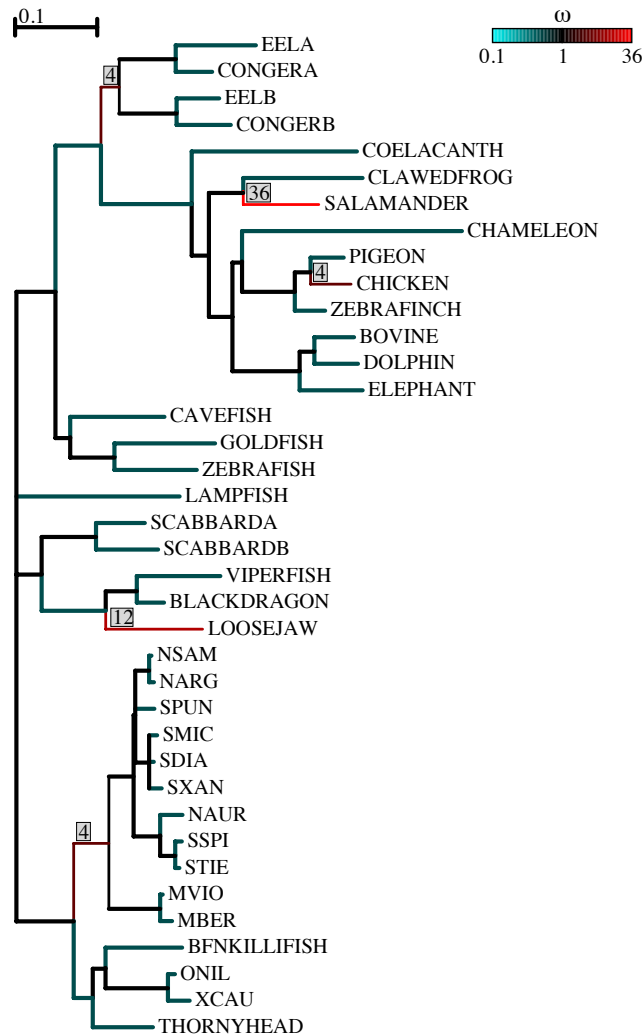 0.1
ω
0.1 1 36
EELA
4
CONGERA
EELB
CONGERB
COELACANTH
CLAWEDFROG
36
SALAMANDER
CHAMELEON
PIGEON
4
CHICKEN
ZEBRAFINCH
BOVINE
DOLPHIN
ELEPHANT
CAVEFISH
GOLDFISH
ZEBRAFISH
LAMPFISH
SCABBARDA
SCABBARDB
VIPERFISH
BLACKDRAGON
12
LOOSEJAW
NSAM
NARG
SPUN
SMIC
SDIA
SXAN
NAUR
4
SSPI
STIE
MVIO
MBER
BFNKILLIFISH
ONIL
XCAU
THORNYHEAD